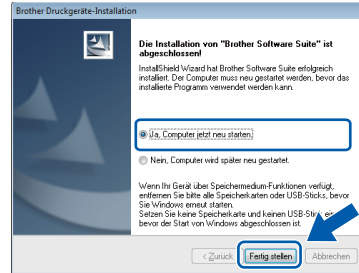 Brother Druckgeräte-Installation
Die Installation von "Brother Software Suite" ist
abgeschlossen!
InstallShield Wizard hat Brother Software Suite erfolgreich
installiert. Der Computer muss neu gestartet werden, bevor das
installierte Programm verwendet werden kann.
Ja, Computer jetzt neu starten.
Nein, Computer wird später neu gestartet.
Wenn Ihr Gerät über Speichermedium-Funktionen verfügt,
entfernen Sie bitte alle Speicherkarten oder USB-Sticks, bevor
Sie Windows erneut starten.
Setzen Sie keine Speicherkarte und keinen USB-Stick
bevor der Start von Windows abgeschlossen ist.
< Zurück
Fertig stellen
Abbrechen